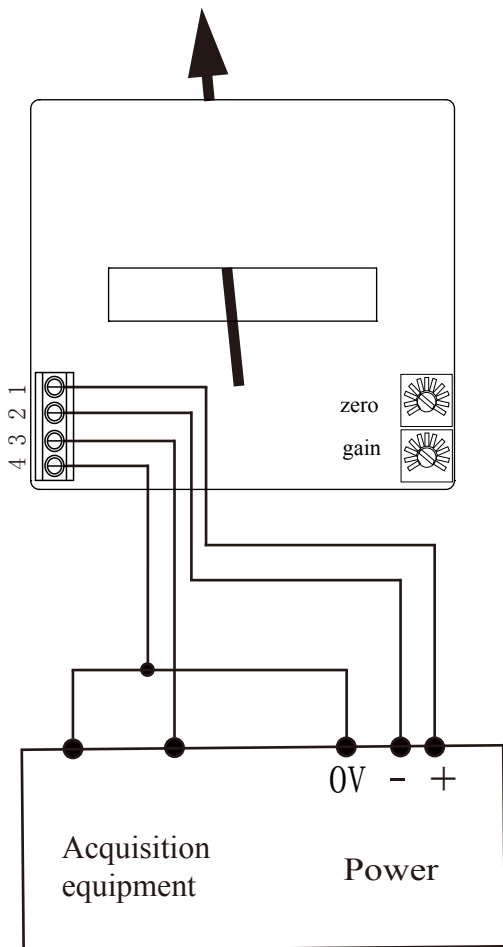 1
2
3
4
zero
gain
0V - +
Acquisition
equipment
Power